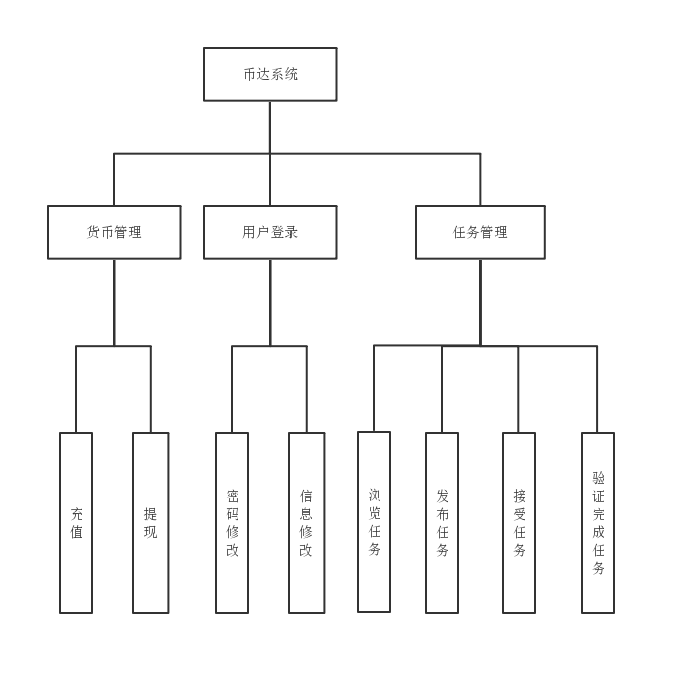 币达系统
货币管理
用户登录
任务管理
充值
提现
密码修改
信息修改
浏览任务
发布任务
接受任务
验证完成任务